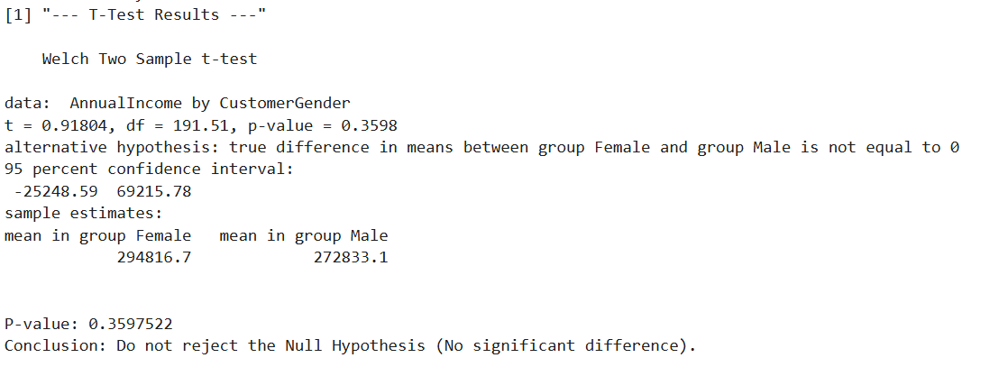 [1] "--- T-Test Results ---"
Welch Two Sample t-test
data:  AnnualIncome by CustomerGender
t = 0.91804, df = 191.51, p-value = 0.3598
alternative hypothesis: true difference in means between group Female and group Male is not equal to 0
95 percent confidence interval:
-25248.59  69215.78
sample estimates:
mean in group Female   mean in group Male
294816.7             272833.1
P-value: 0.3597522
Conclusion: Do not reject the Null Hypothesis (No significant difference).